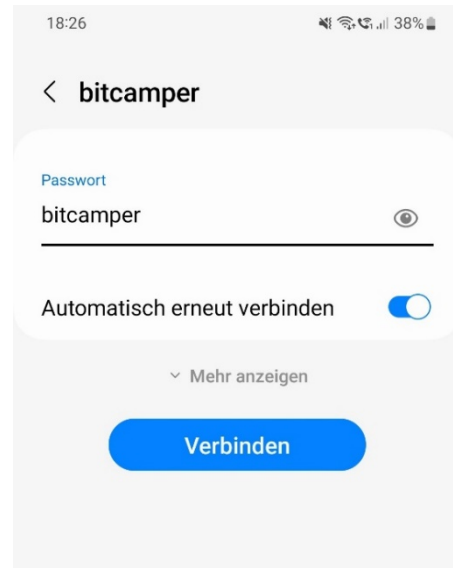 18:26 38%
bitcamper
Passwort
bitcamper
Automatisch erneut verbinden
Mehr anzeigen
Verbinden